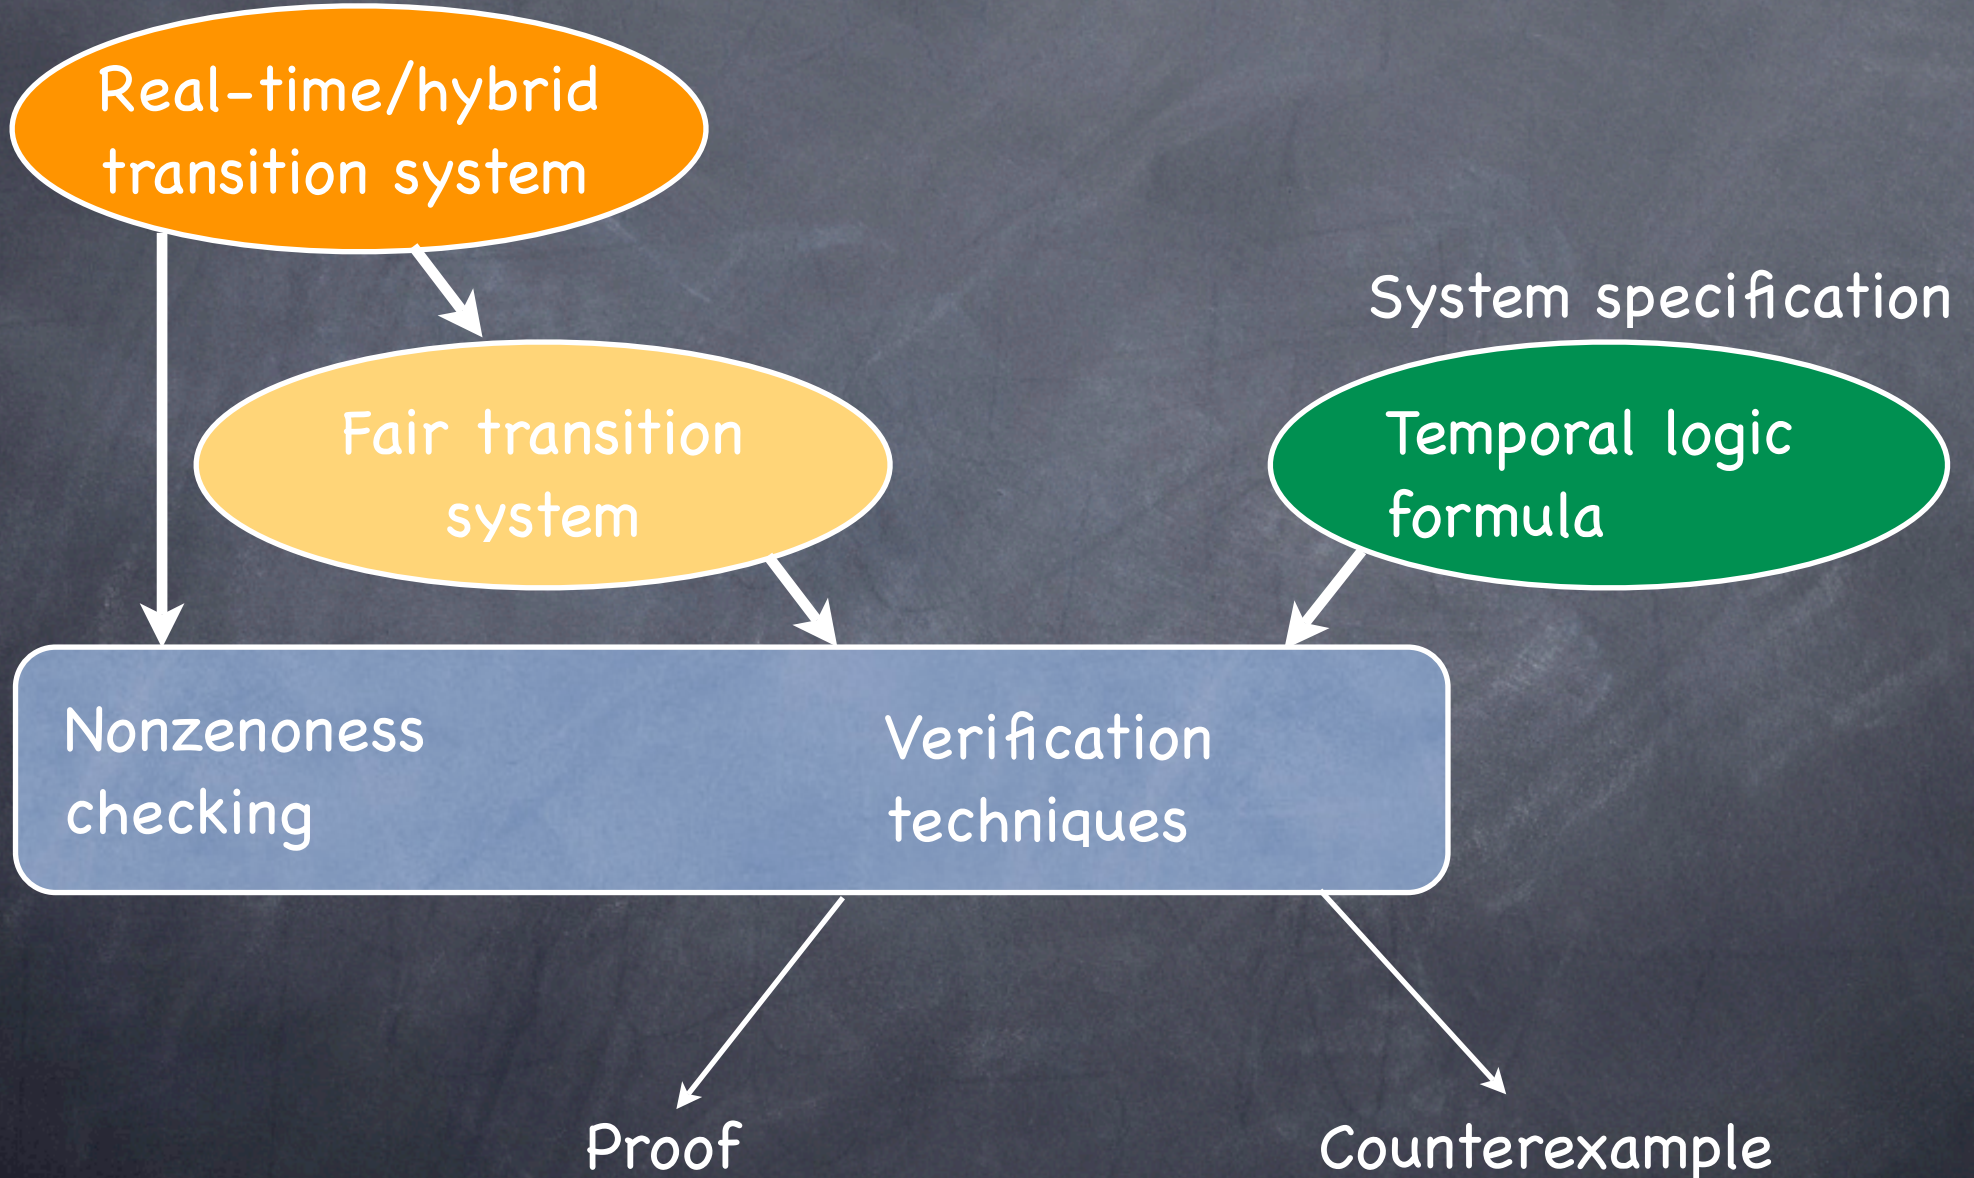 Real-time/hybrid
transition system
System specification
Fair transition
system
Temporal logic
formula
Nonzenoness
checking
Verification
techniques
Proof
Counterexample